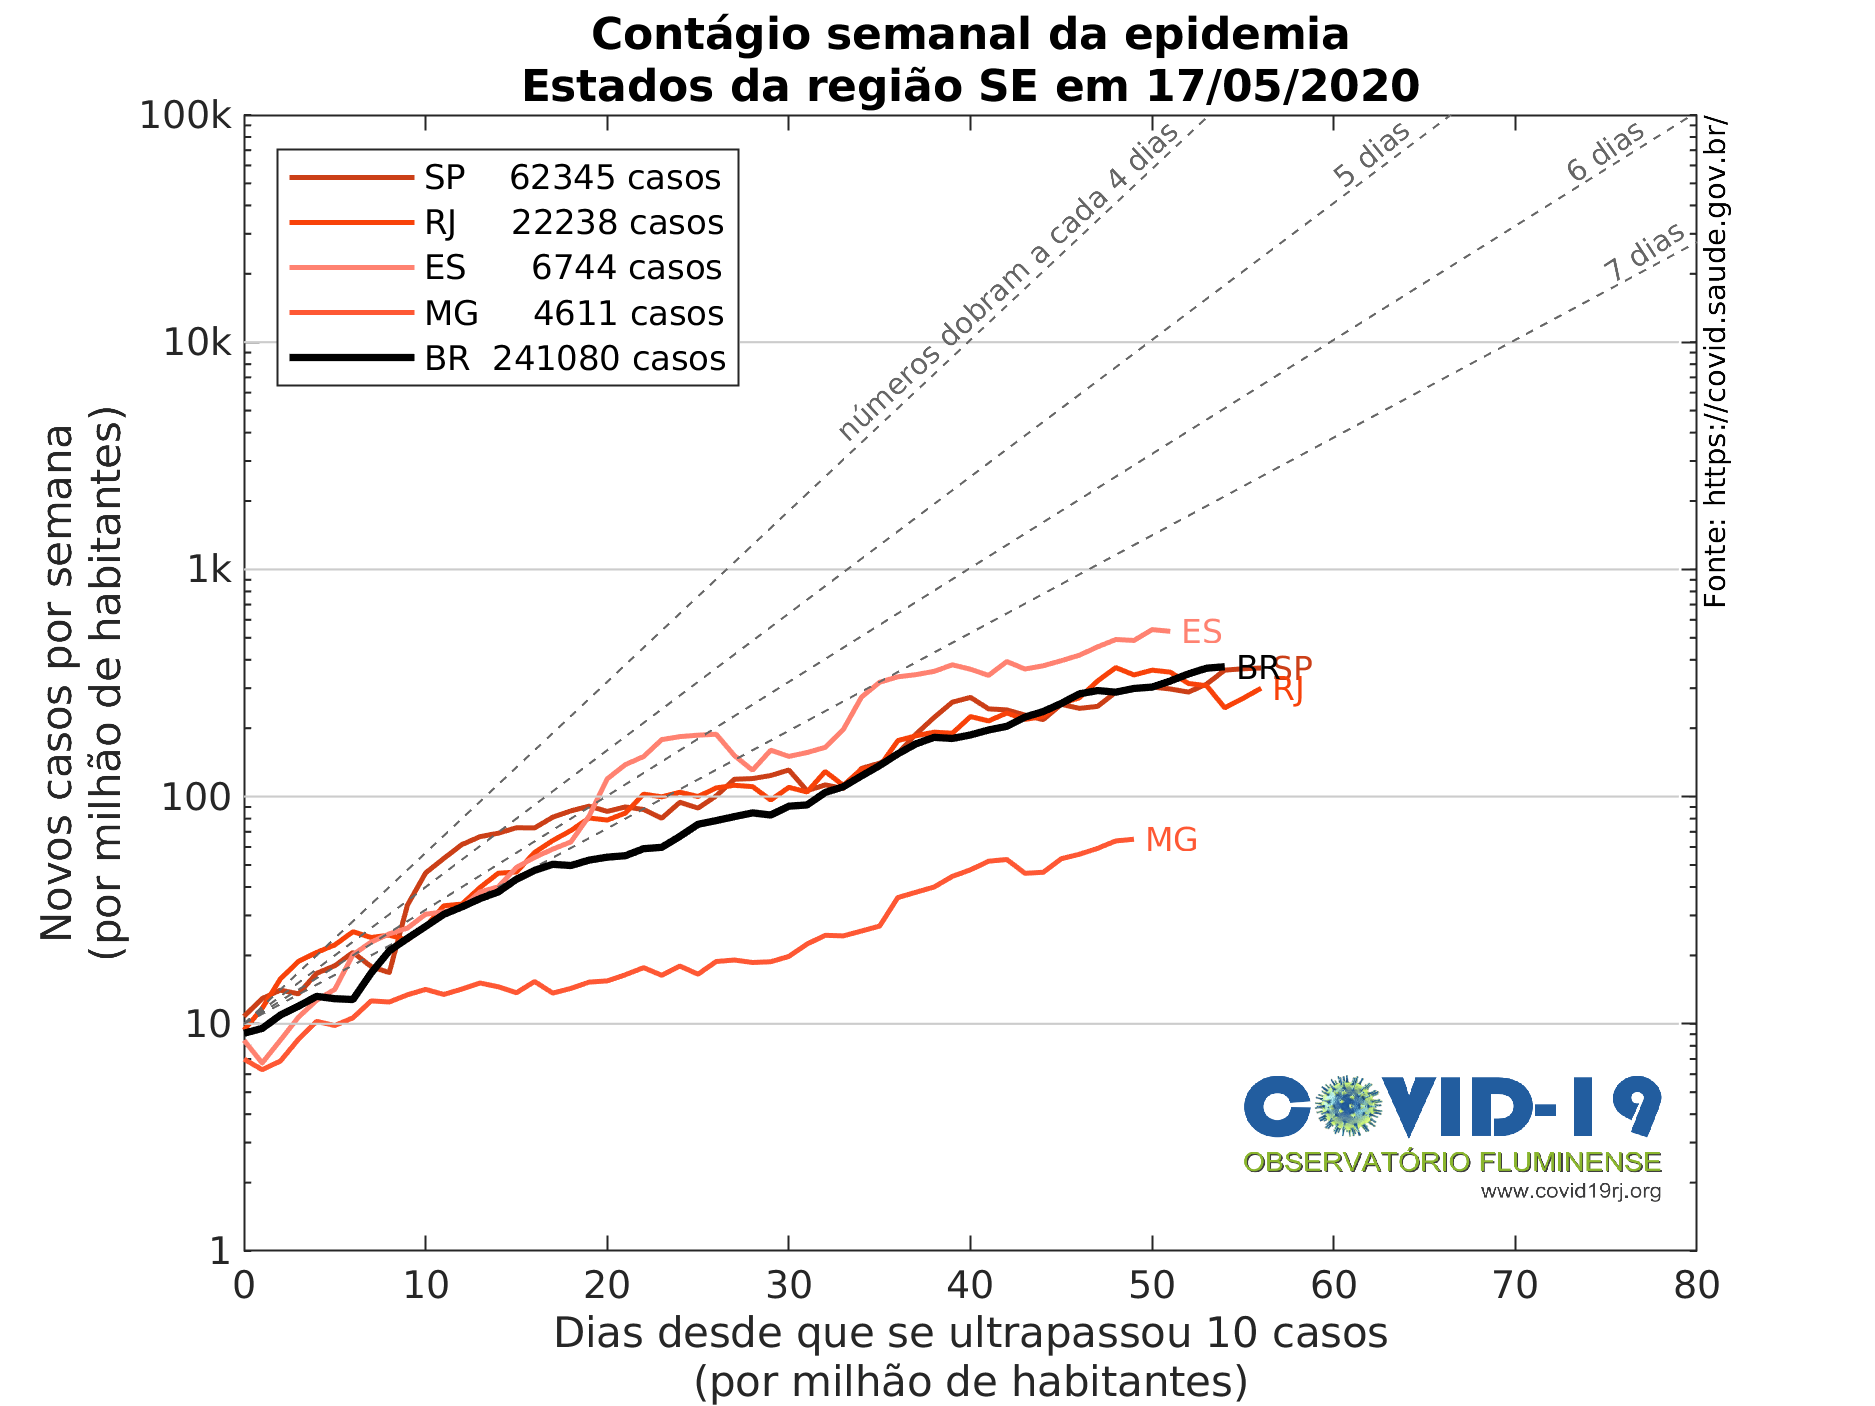 Contágio semanal da epidemia
Estados da região SE em 17/05/2020
100k
10k
1k
100
10
1
Novos casos por semana
(por milhão de habitantes)
SP 62345 casos
RJ 22238 casos
ES 6744 casos
MG 4611 casos
BR 241080 casos
números dobram a cada 4 dias
5 dias
6 dias
7 dias
Fonte: https://covid.saude.gov.br/
ES
BR
SP
RJ
MG
COVID-19
OBSERVATÓRIO FLUMINENSE
www.covid19rj.org
0 10 20 30 40 50 60 70 80
Dias desde que se ultrapassou 10 casos
(por milhão de habitantes)